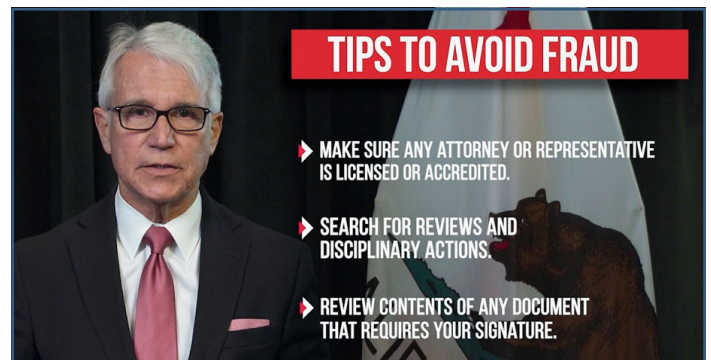 TIPS TO AVOID FRAUD
MAKE SURE ANY ATTORNEY OR REPRESENTATIVE
IS LICENSED OR ACCREDITED.
SEARCH FOR REVIEWS AND
DISCIPLINARY ACTIONS.
REVIEW CONTENTS OF ANY DOCUMENT
THAT REQUIRES YOUR SIGNATURE.